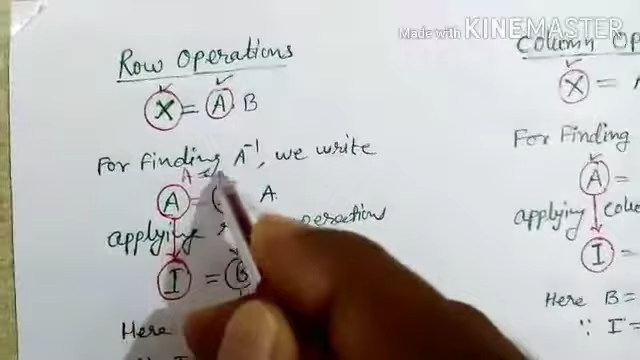 Made with KINEMASTER
Row Operations
X = A B
For finding A⁻¹, we write
A =
A = ( A
applying operations
I = B
Here
Column Op
X =
For Finding
A =
applying colu
I =
Here B =
∵ I =